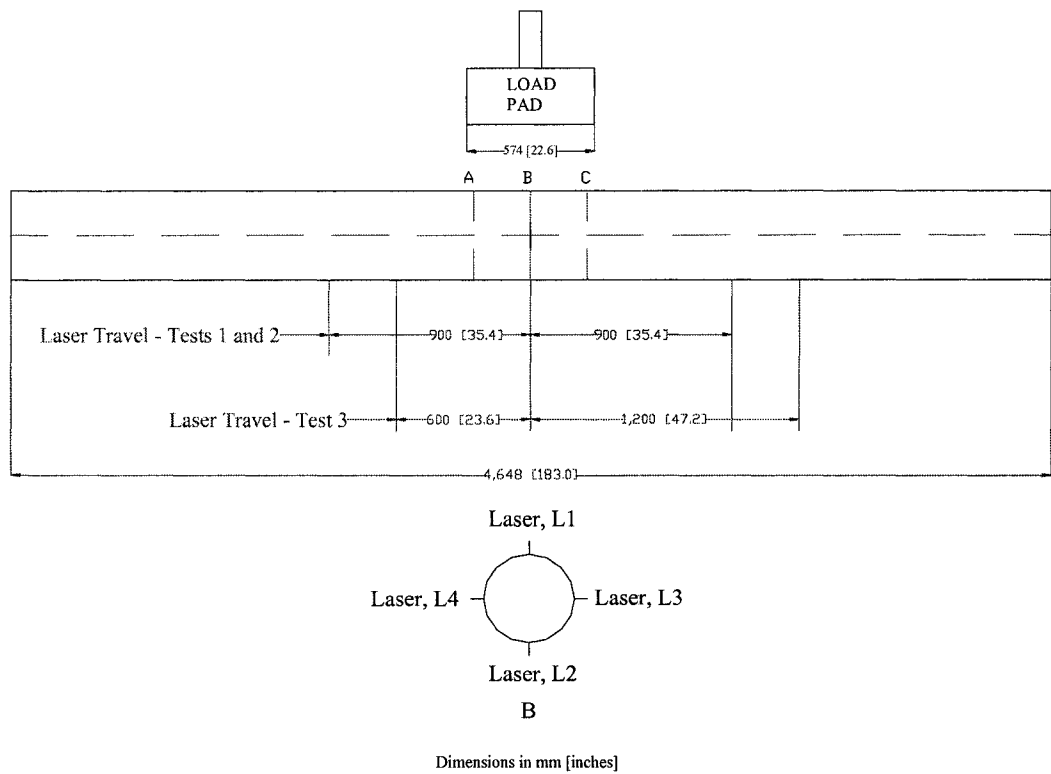 LOAD
PAD
574 [22.6]
A B C
Laser Travel - Tests 1 and 2 900 [35.4] 900 [35.4]
Laser Travel - Test 3 600 [23.6] 1,200 [47.2]
4,648 [183.0]
Laser, L1
Laser, L4 Laser, L3
Laser, L2
B
Dimensions in mm [inches]